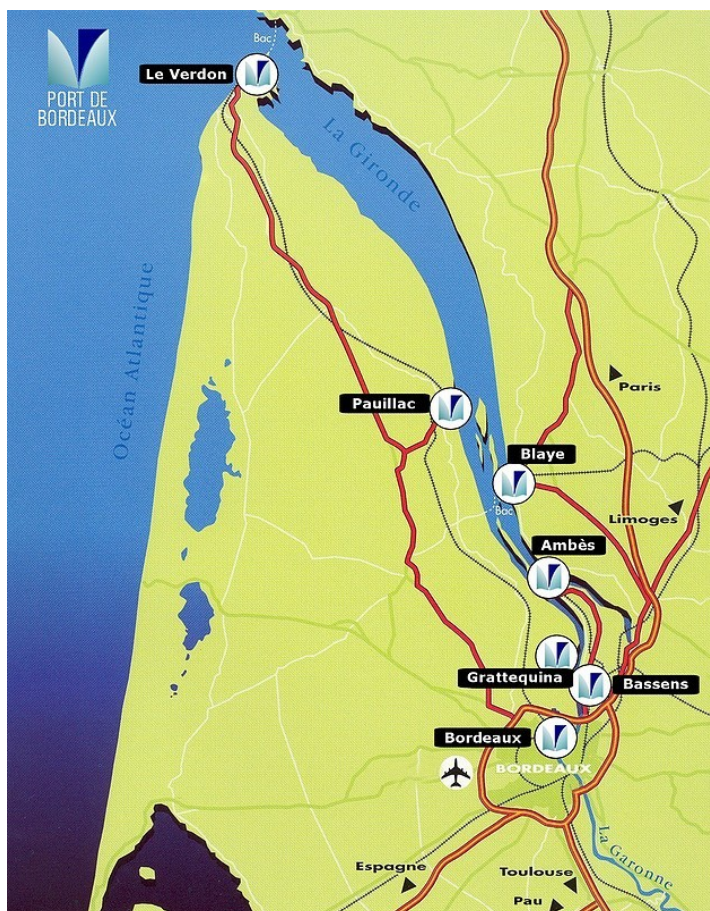 Bac
Le Verdon
PORT DE
BORDEAUX
La Gironde
Océan Atlantique
Paris
Pauillac
Blaye
Bac
Limoges
Ambès
Grattequina
Bassens
Bordeaux
BORDEAUX
La Garonne
Espagne
Toulouse
Pau